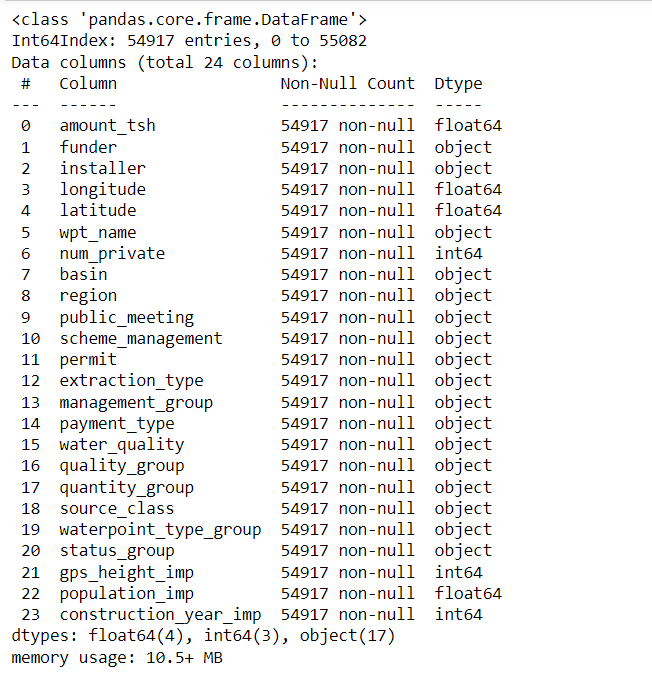 <class 'pandas.core.frame.DataFrame'>
Int64Index: 54917 entries, 0 to 55082
Data columns (total 24 columns):
 #   Column                 Non-Null Count  Dtype
---  ------                 --------------  -----
 0   amount_tsh             54917 non-null  float64
 1   funder                 54917 non-null  object
 2   installer              54917 non-null  object
 3   longitude              54917 non-null  float64
 4   latitude               54917 non-null  float64
 5   wpt_name               54917 non-null  object
 6   num_private            54917 non-null  int64
 7   basin                  54917 non-null  object
 8   region                 54917 non-null  object
 9   public_meeting         54917 non-null  object
 10  scheme_management      54917 non-null  object
 11  permit                 54917 non-null  object
 12  extraction_type        54917 non-null  object
 13  management_group       54917 non-null  object
 14  payment_type           54917 non-null  object
 15  water_quality          54917 non-null  object
 16  quality_group          54917 non-null  object
 17  quantity_group         54917 non-null  object
 18  source_class           54917 non-null  object
 19  waterpoint_type_group  54917 non-null  object
 20  status_group           54917 non-null  object
 21  gps_height_imp         54917 non-null  int64
 22  population_imp         54917 non-null  float64
 23  construction_year_imp  54917 non-null  int64
dtypes: float64(4), int64(3), object(17)
memory usage: 10.5+ MB